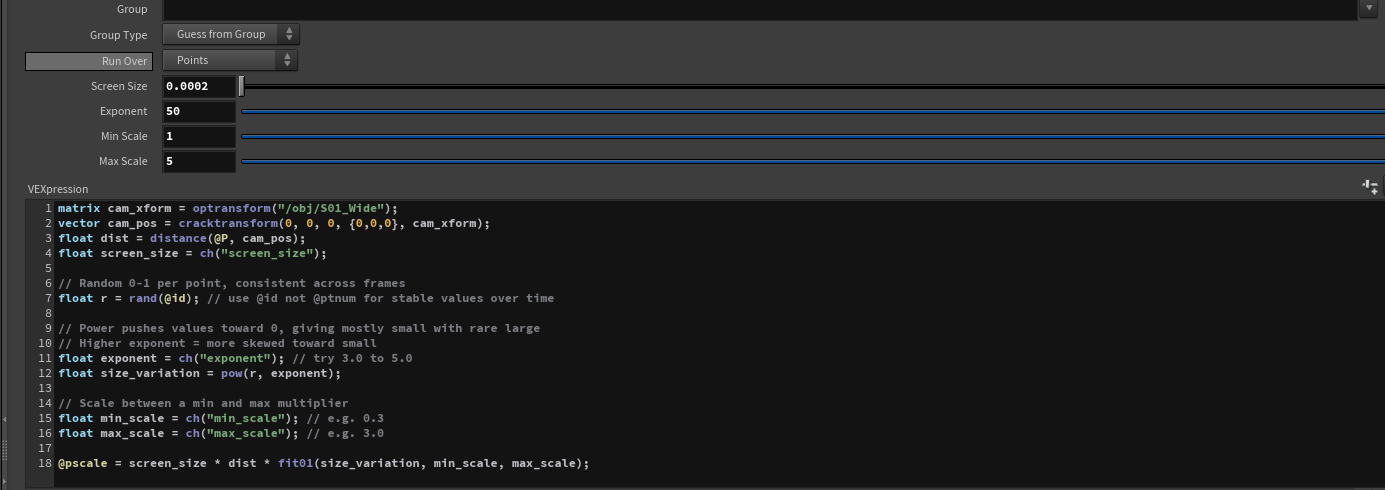 Group
Group Type Guess from Group
Run Over Points
Screen Size 0.0002
Exponent 50
Min Scale 1
Max Scale 5
VEXpression
1 matrix cam_xform = optransform("/obj/S01_Wide");
2 vector cam_pos = cracktransform(0, 0, 0, {0,0,0}, cam_xform);
3 float dist = distance(@P, cam_pos);
4 float screen_size = ch("screen_size");
5
6 // Random 0-1 per point, consistent across frames
7 float r = rand(@id); // use @id not @ptnum for stable values over time
8
9 // Power pushes values toward 0, giving mostly small with rare large
10 // Higher exponent = more skewed toward small
11 float exponent = ch("exponent"); // try 3.0 to 5.0
12 float size_variation = pow(r, exponent);
13
14 // Scale between a min and max multiplier
15 float min_scale = ch("min_scale"); // e.g. 0.3
16 float max_scale = ch("max_scale"); // e.g. 3.0
17
18 @pscale = screen_size * dist * fit01(size_variation, min_scale, max_scale);